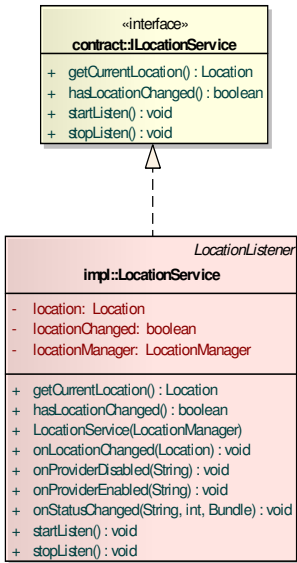 «interface»
contract::ILocationService
+ getCurrentLocation() : Location
+ hasLocationChanged() : boolean
+ startListen() : void
+ stopListen() : void
LocationListener
impl::LocationService
- location: Location
- locationChanged: boolean
- locationManager: LocationManager
+ getCurrentLocation() : Location
+ hasLocationChanged() : boolean
+ LocationService(LocationManager)
+ onLocationChanged(Location) : void
+ onProviderDisabled(String) : void
+ onProviderEnabled(String) : void
+ onStatusChanged(String, int, Bundle) : void
+ startListen() : void
+ stopListen() : void